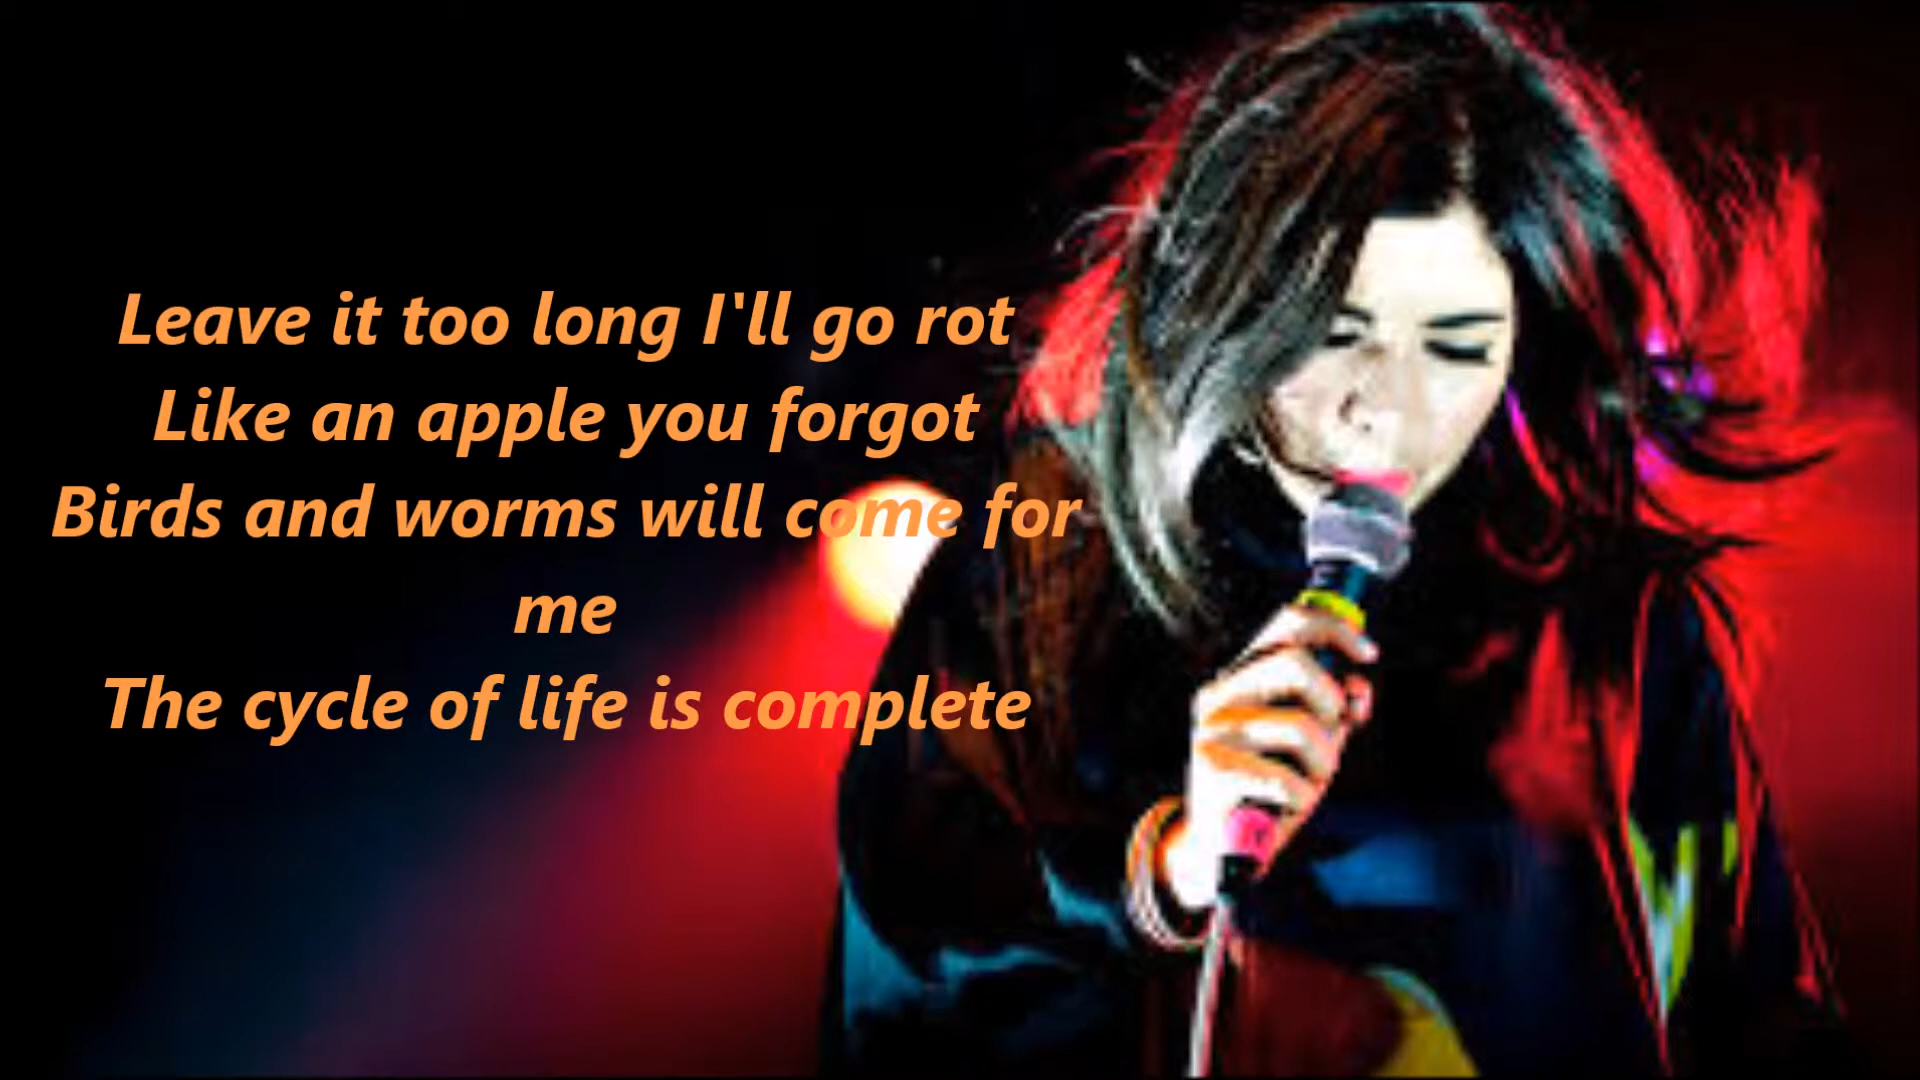 Leave it too long I'll go rot
Like an apple you forgot
Birds and worms will come for
me
The cycle of life is complete